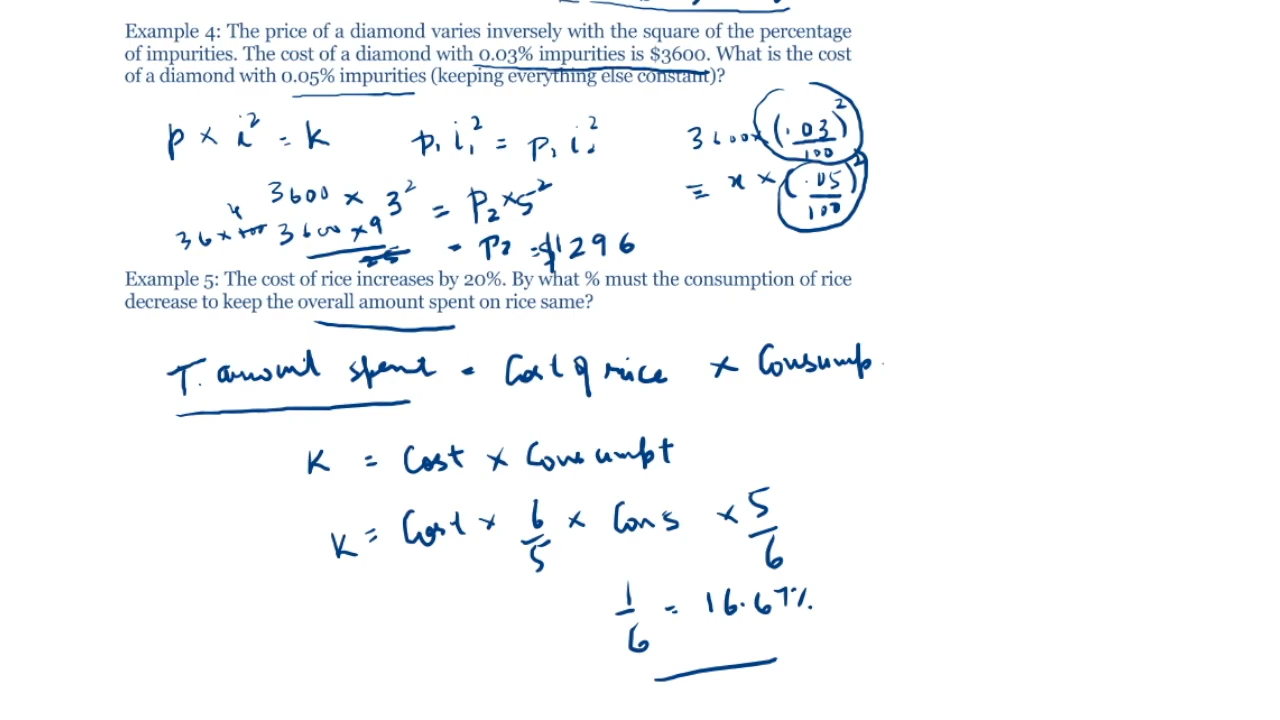 Example 4: The price of a diamond varies inversely with the square of the percentage
of impurities. The cost of a diamond with 0.03% impurities is $3600. What is the cost
of a diamond with 0.05% impurities (keeping everything else constant)?
p × i² = k
p₁ i₁² = p₂ i₂²
3600 × (.03/100)²
= x × (.05/100)²
3600 × 3² = P₂ × 5²
4
36 × 100
3600 × 9 / 25 = P₂ = $1296
Example 5: The cost of rice increases by 20%. By what % must the consumption of rice
decrease to keep the overall amount spent on rice same?
T. amount spent = Cost of rice × Consump.
K = Cost × Consumpt
K = Cost × 6/5 × Cons × 5/6
1/6 = 16.67%